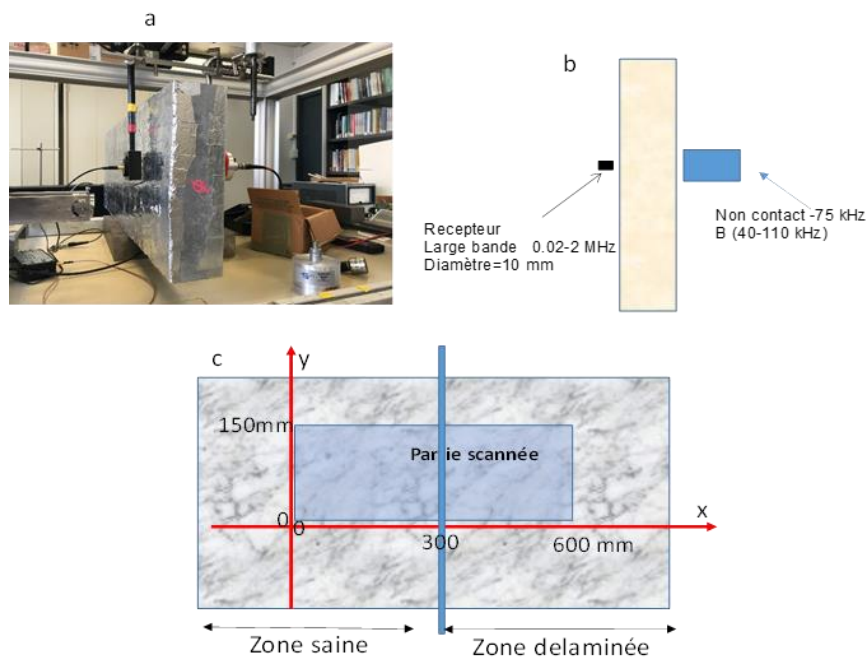 a
b
Recepteur
Large bande 0.02-2 MHz
Diamètre=10 mm
Non contact -75 kHz
B (40-110 kHz)
c
y
150mm
Partie scannée
0
0
x
300
600 mm
Zone saine
Zone delaminée